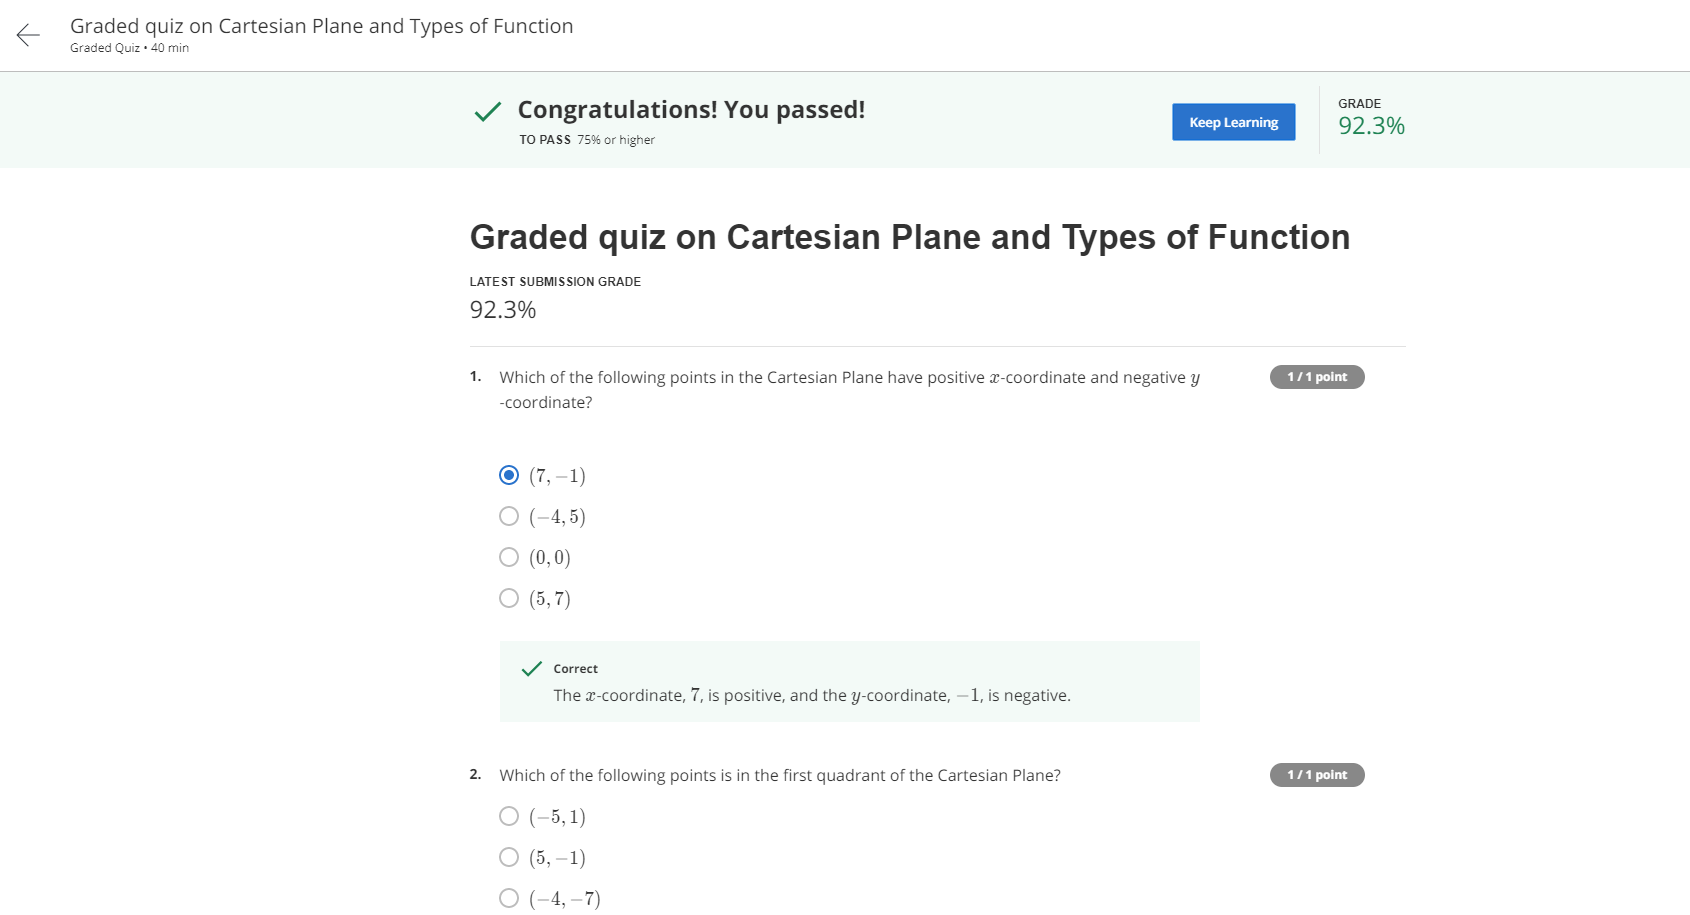 Graded quiz on Cartesian Plane and Types of Function
Graded Quiz • 40 min
Congratulations! You passed!
TO PASS 75% or higher
Keep Learning
GRADE
92.3%
Graded quiz on Cartesian Plane and Types of Function
LATEST SUBMISSION GRADE
92.3%
1. Which of the following points in the Cartesian Plane have positive x-coordinate and negative y
-coordinate?
1 / 1 point
(7, −1)
(−4, 5)
(0, 0)
(5, 7)
Correct
The x-coordinate, 7, is positive, and the y-coordinate, −1, is negative.
2. Which of the following points is in the first quadrant of the Cartesian Plane?
1 / 1 point
(−5, 1)
(5, −1)
(−4, −7)